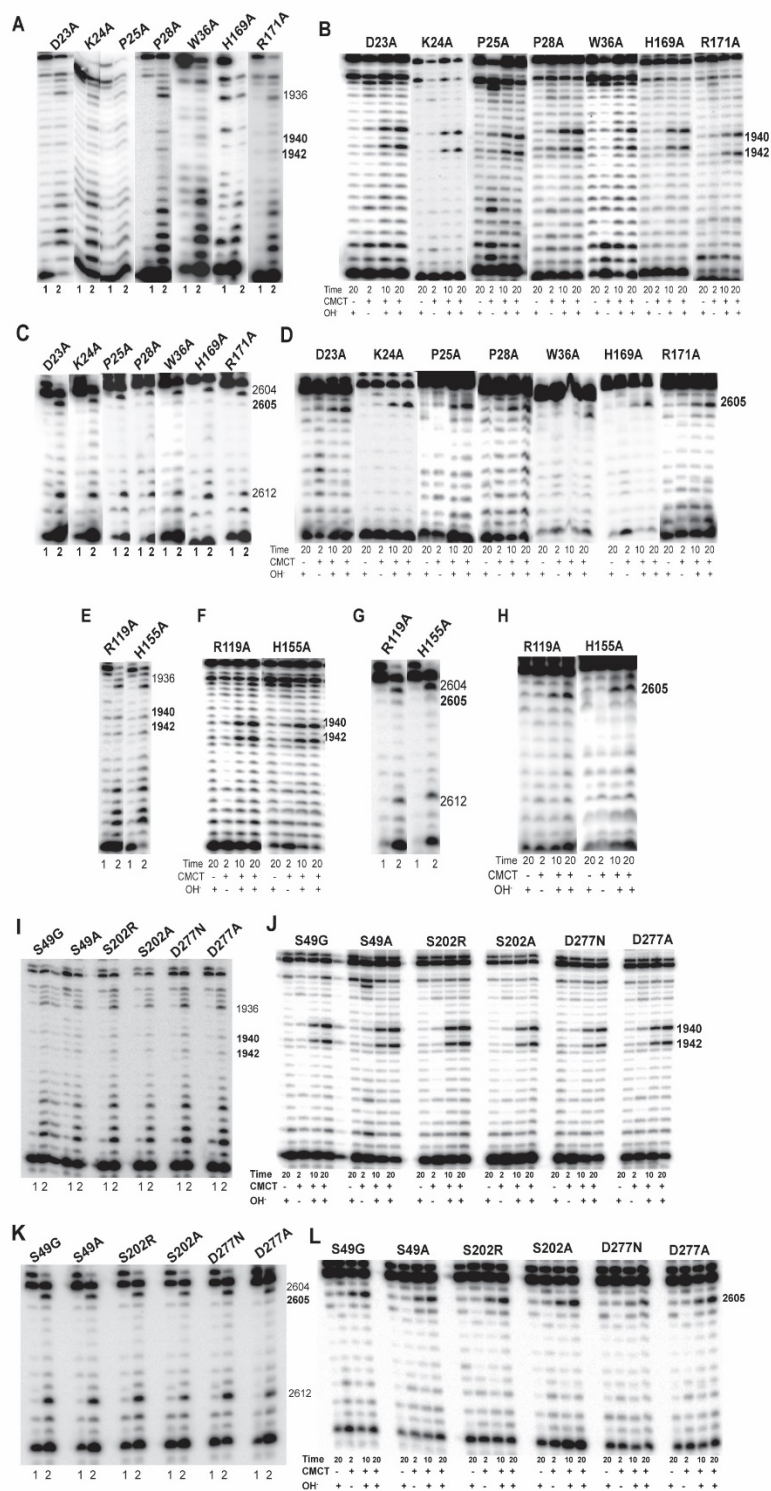 A
D23A K24A P25A P28A W36A H169A R171A
1936
1940
1942
1 2 1 2 1 2 1 2 1 2 1 2 1 2
B
D23A K24A P25A P28A W36A H169A R171A
1940
1942
Time 20 2 10 20 20 2 10 20 20 2 10 20 20 2 10 20 20 2 10 20 20 2 10 20 20 2 10 20
CMCT - + + + - + + + - + + + - + + + - + + + - + + + - + + +
OH- + - + + + - + + + - + + + - + + + - + + + - + + + - + +
C
D23A K24A P25A P28A W36A H169A R171A
2604
2605
2612
1 2 1 2 1 2 1 2 1 2 1 2 1 2
D
D23A K24A P25A P28A W36A H169A R171A
2605
Time 20 2 10 20 20 2 10 20 20 2 10 20 20 2 10 20 20 2 10 20 20 2 10 20 20 2 10 20
CMCT - + + + - + + + - + + + - + + + - + + + - + + + - + + +
OH- + - + + + - + + + - + + + - + + + - + + + - + + + - + +
E
R119A H155A
1936
1940
1942
1 2 1 2
F
R119A H155A
1940
1942
Time 20 2 10 20 20 2 10 20
CMCT - + + + - + + +
OH- + - + + + - + +
G
R119A H155A
2604
2605
2612
1 2 1 2
H
R119A H155A
2605
Time 20 2 10 20 20 2 10 20
CMCT - + + + - + + +
OH- + - + + + - + +
I
S49G S49A S202R S202A D277N D277A
1936
1940
1942
1 2 1 2 1 2 1 2 1 2 1 2
J
S49G S49A S202R S202A D277N D277A
1940
1942
Time 20 2 10 20 20 2 10 20 20 2 10 20 20 2 10 20 20 2 10 20 20 2 10 20
CMCT - + + + - + + + - + + + - + + + - + + + - + + +
OH- + - + + + - + + + - + + + - + + + - + + + - + +
K
S49G S49A S202R S202A D277N D277A
2604
2605
2612
1 2 1 2 1 2 1 2 1 2 1 2
L
S49G S49A S202R S202A D277N D277A
2605
Time 20 2 10 20 20 2 10 20 20 2 10 20 20 2 10 20 20 2 10 20 20 2 10 20
CMCT - + + + - + + + - + + + - + + + - + + + - + + +
OH- + - + + + - + + + - + + + - + + + - + + + - + +